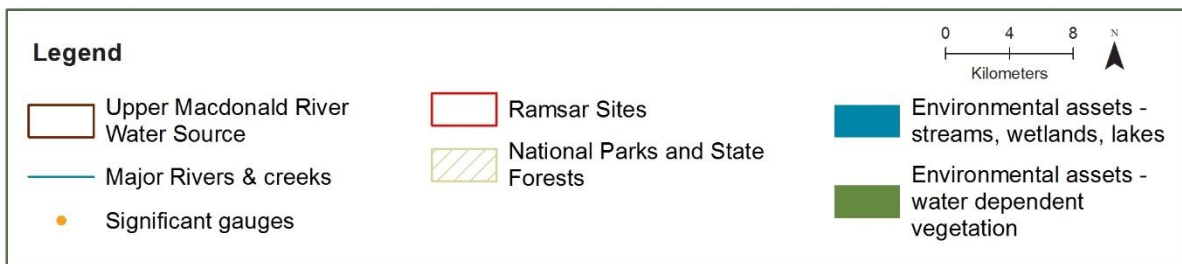 Legend
Upper Macdonald River
Water Source
Major Rivers & creeks
Significant gauges
Ramsar Sites
National Parks and State
Forests
0 4 8
Kilometers
N
Environmental assets -
streams, wetlands, lakes
Environmental assets -
water dependent
vegetation